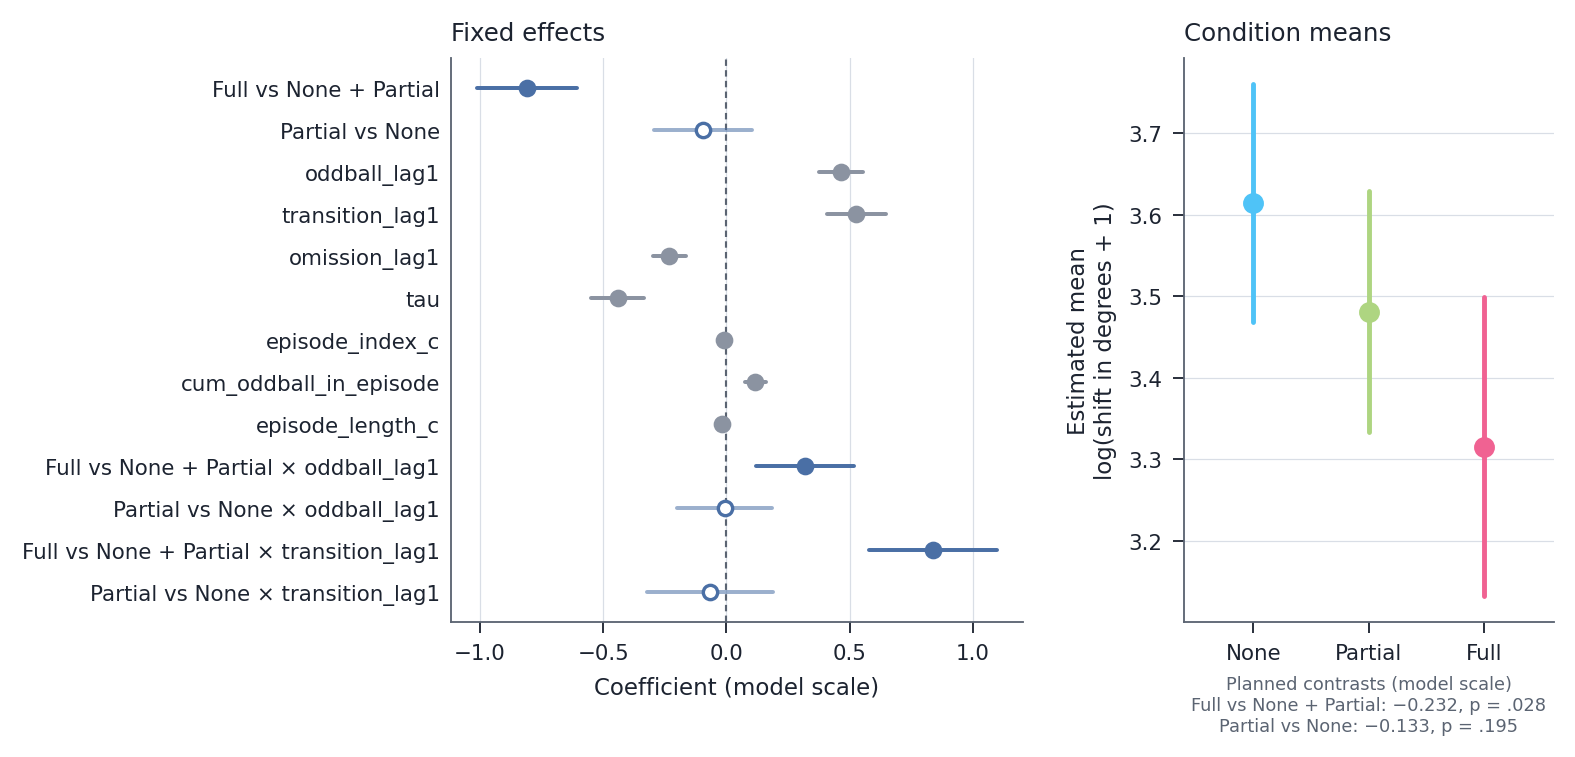 Fixed effects
Full vs None + Partial
Partial vs None
oddball_lag1
transition_lag1
omission_lag1
tau
episode_index_c
cum_oddball_in_episode
episode_length_c
Full vs None + Partial × oddball_lag1
Partial vs None × oddball_lag1
Full vs None + Partial × transition_lag1
Partial vs None × transition_lag1
−1.0
−0.5
0.0
0.5
1.0
Coefficient (model scale)
Condition means
Estimated mean
log(shift in degrees + 1)
3.7
3.6
3.5
3.4
3.3
3.2
None
Partial
Full
Planned contrasts (model scale)
Full vs None + Partial: −0.232, p = .028
Partial vs None: −0.133, p = .195